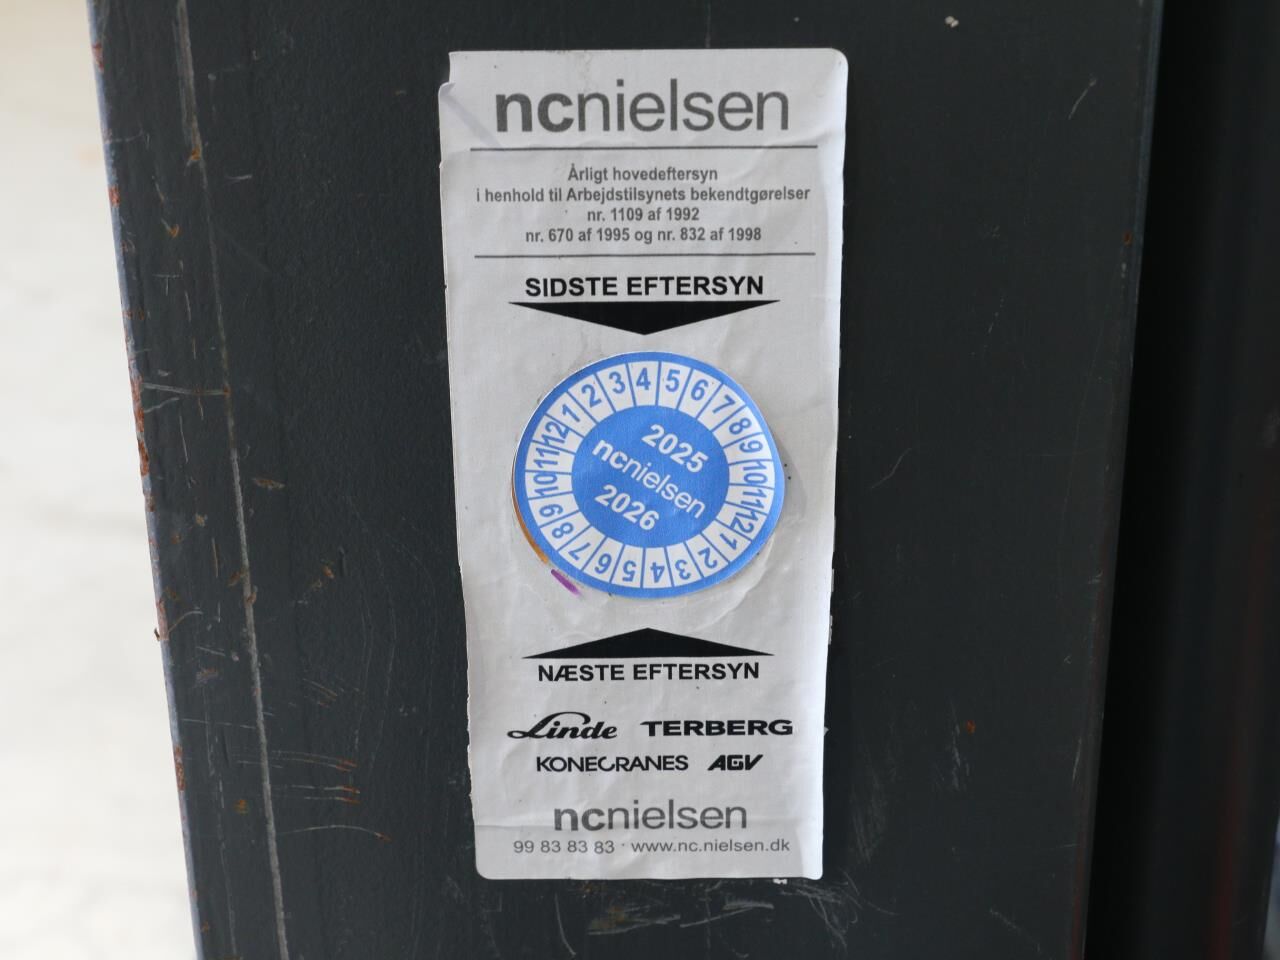 ncnielsen
Årligt hovedeftersyn
i henhold til Arbejdstilsynets bekendtgørelser
nr. 1109 af 1992
nr. 670 af 1995 og nr. 832 af 1998
SIDSTE EFTERSYN
1 2 3 4 5 6 7 8 9 10 11 12
2025
ncnielsen
2026
1 2 3 4 5 6 7 8 9 10 11 12
NÆSTE EFTERSYN
Linde TERBERG
KONECRANES AGV
ncnielsen
99 83 83 83 · www.nc.nielsen.dk